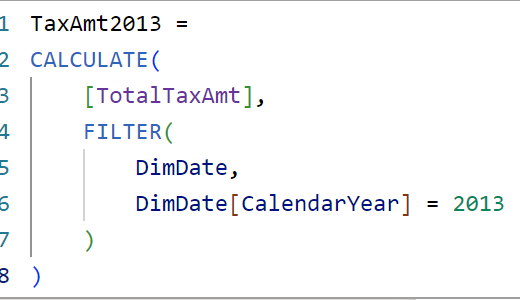 1 TaxAmt2013 =
2 CALCULATE(
3 [TotalTaxAmt],
4 FILTER(
5 DimDate,
6 DimDate[CalendarYear] = 2013
7 )
8 )